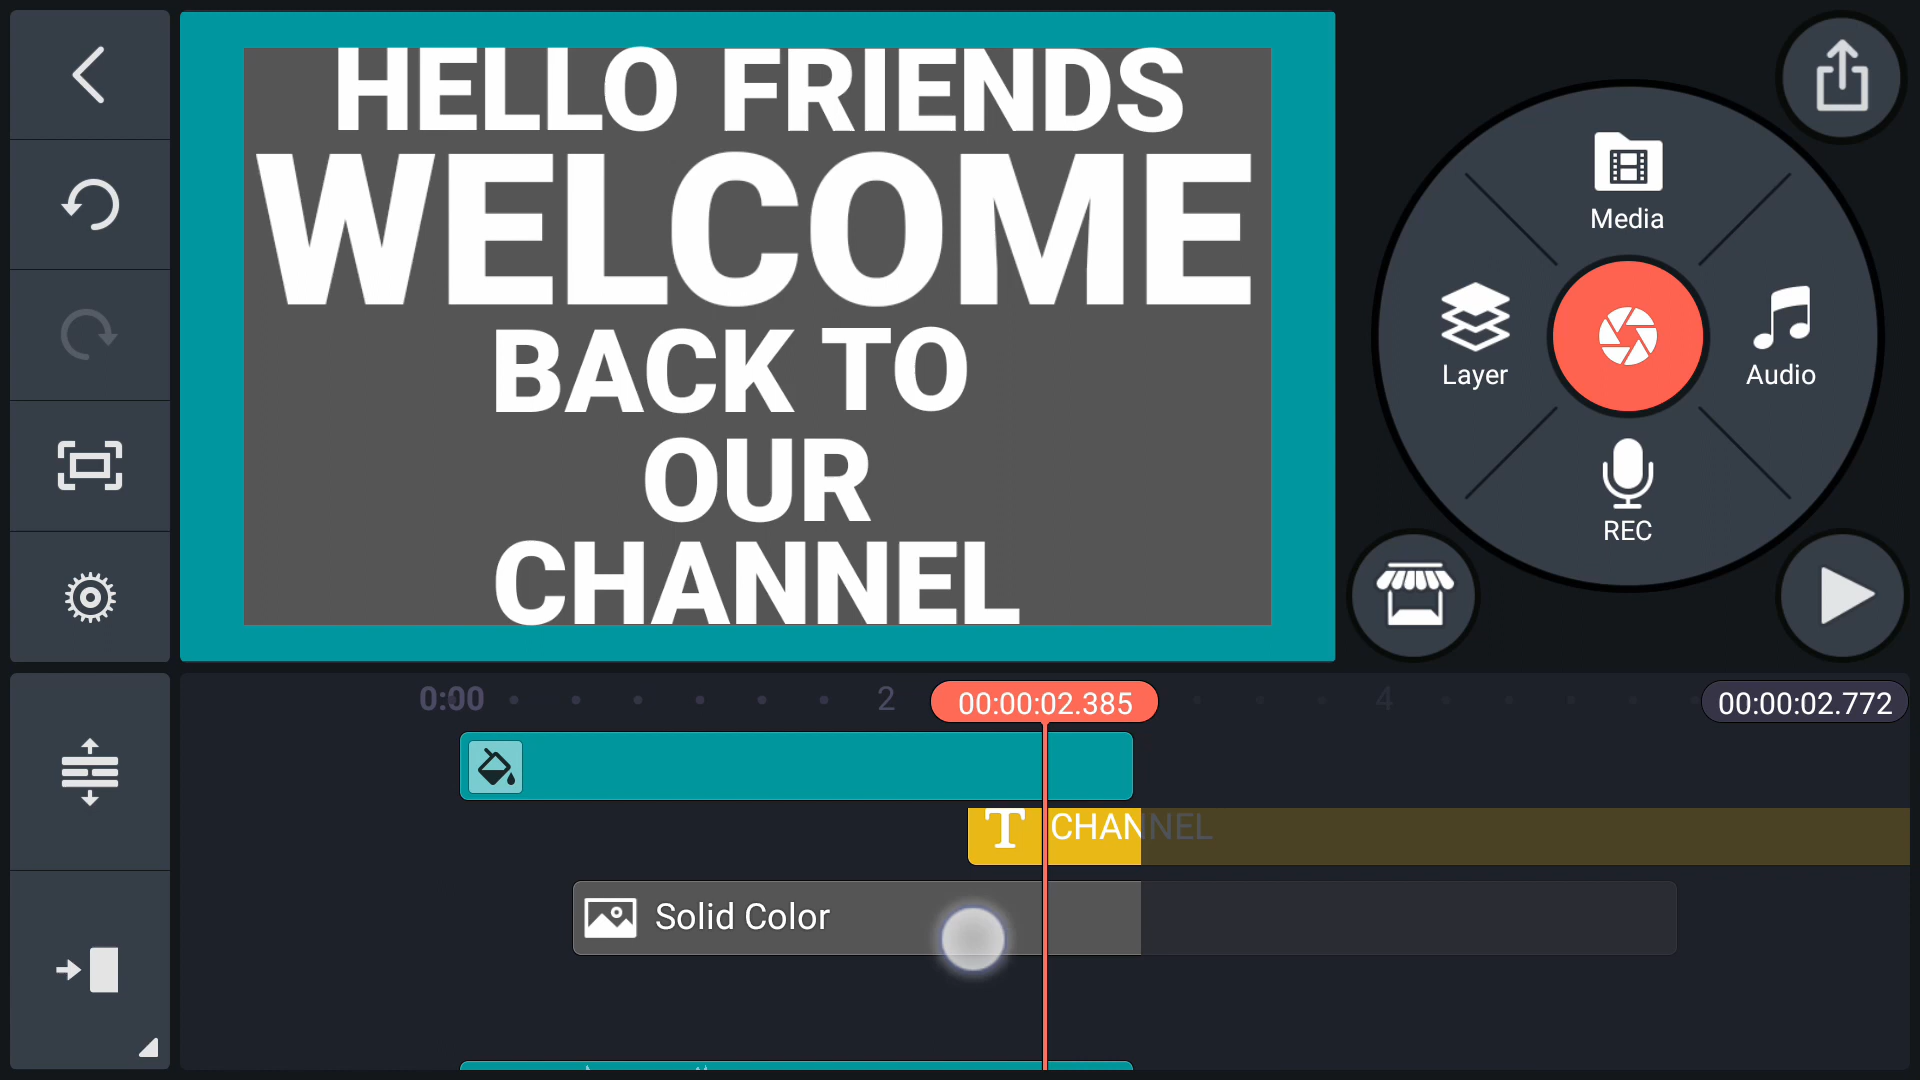 HELLO FRIENDS
WELCOME
BACK TO
OUR
CHANNEL
Media
Layer
Audio
REC
0:00
2
00:00:02.385
4
00:00:02.772
T CHANNEL
Solid Color